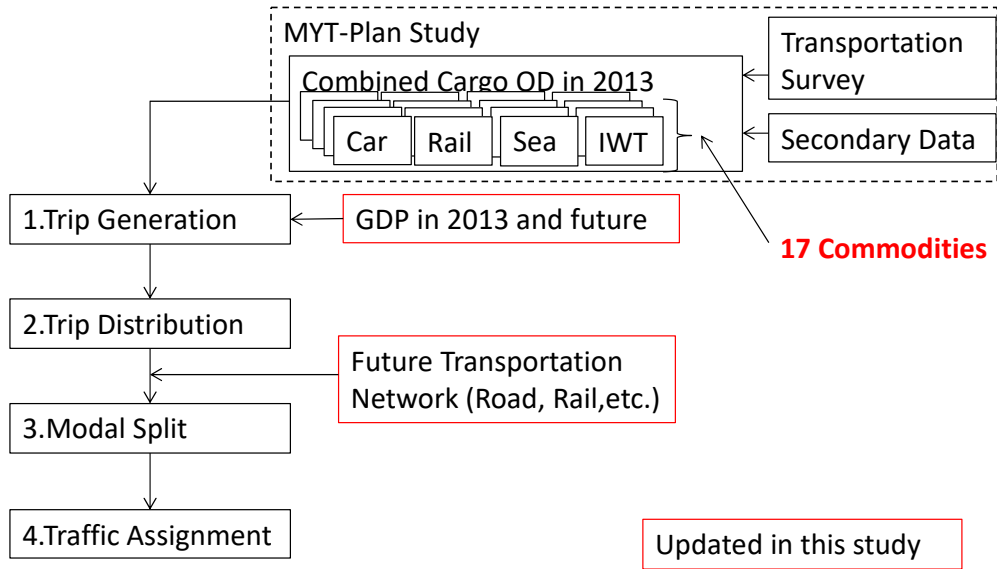 MYT-Plan Study
Transportation
Survey
Combined Cargo OD in 2013
Car
Rail
Sea
IWT
Secondary Data
1.Trip Generation
GDP in 2013 and future
17 Commodities
2.Trip Distribution
Future Transportation
Network (Road, Rail,etc.)
3.Modal Split
4.Traffic Assignment
Updated in this study